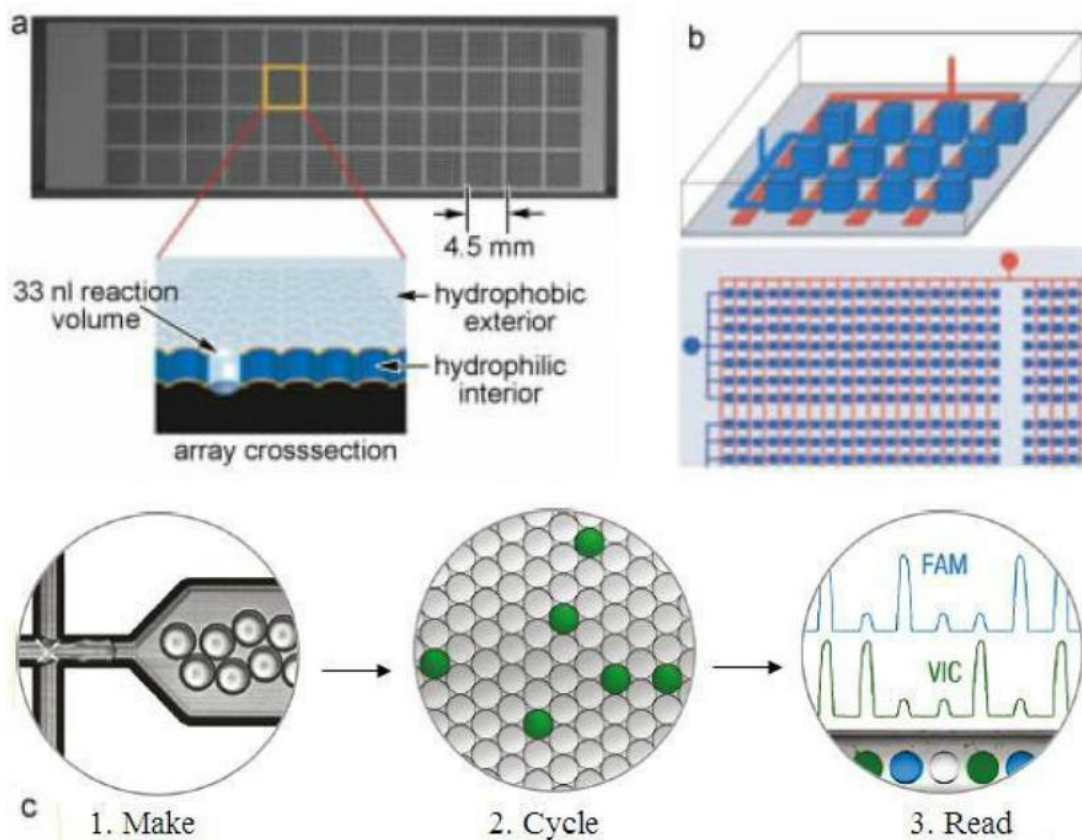 a
b
4.5 mm
33 nl reaction
volume
hydrophobic
exterior
hydrophilic
interior
array crosssection
FAM
VIC
c
1. Make
2. Cycle
3. Read